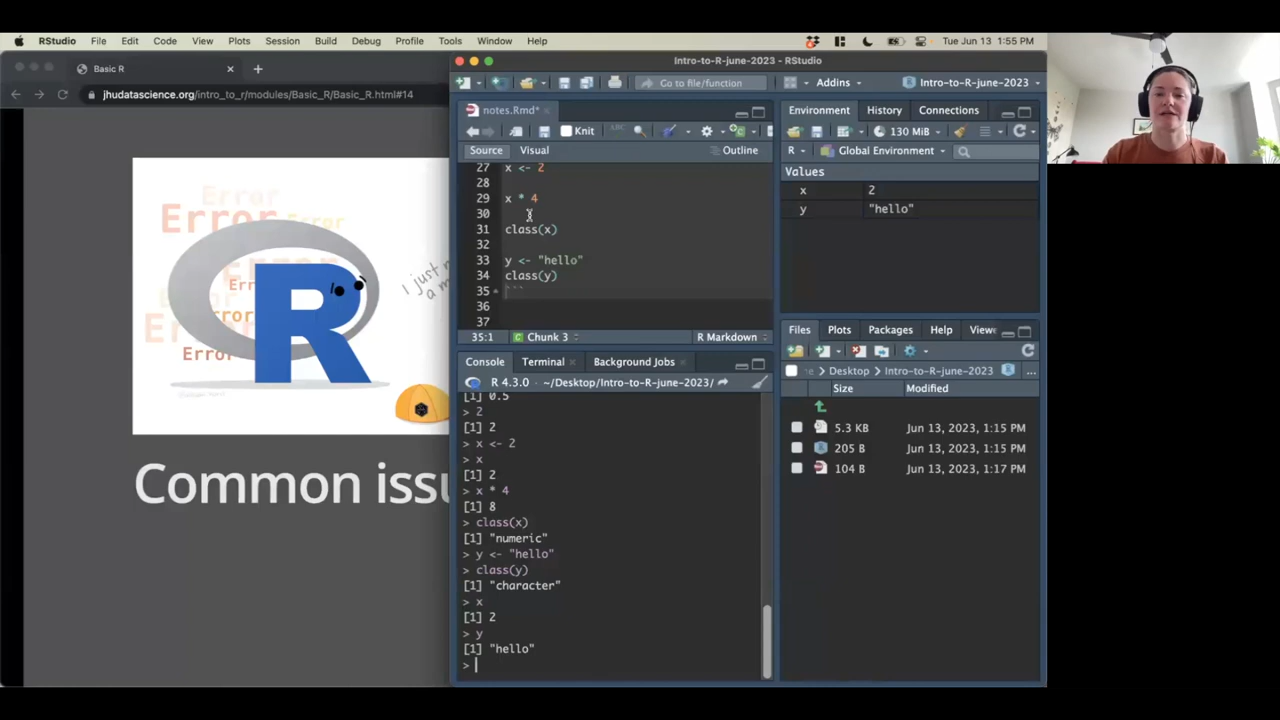 RStudio File Edit Code View Plots Session Build Debug Profile Tools Window Help Tue Jun 13 1:55 PM
Basic R
jhudatascience.org/intro_to_r/modules/Basic_R/Basic_R.html#14
Error
Error
Error
Error
Error
I just
Common issu
Intro-to-R-june-2023 - RStudio
Go to file/function Addins Intro-to-R-june-2023
notes.Rmd*
Knit
Source Visual Outline
27 x <- 2
28
29 x * 4
30
31 class(x)
32
33 y <- "hello"
34 class(y)
35 ```
36
37
35:1 Chunk 3 R Markdown
Console Terminal Background Jobs
R 4.3.0 · ~/Desktop/Intro-to-R-june-2023/
[1] 0.5
> 2
[1] 2
> x <- 2
> x
[1] 2
> x * 4
[1] 8
> class(x)
[1] "numeric"
> y <- "hello"
> class(y)
[1] "character"
> x
[1] 2
> y
[1] "hello"
>
Environment History Connections
130 MiB
R Global Environment
Values
x 2
y "hello"
Files Plots Packages Help View
Desktop Intro-to-R-june-2023 ...
Size Modified
5.3 KB Jun 13, 2023, 1:15 PM
205 B Jun 13, 2023, 1:15 PM
104 B Jun 13, 2023, 1:17 PM